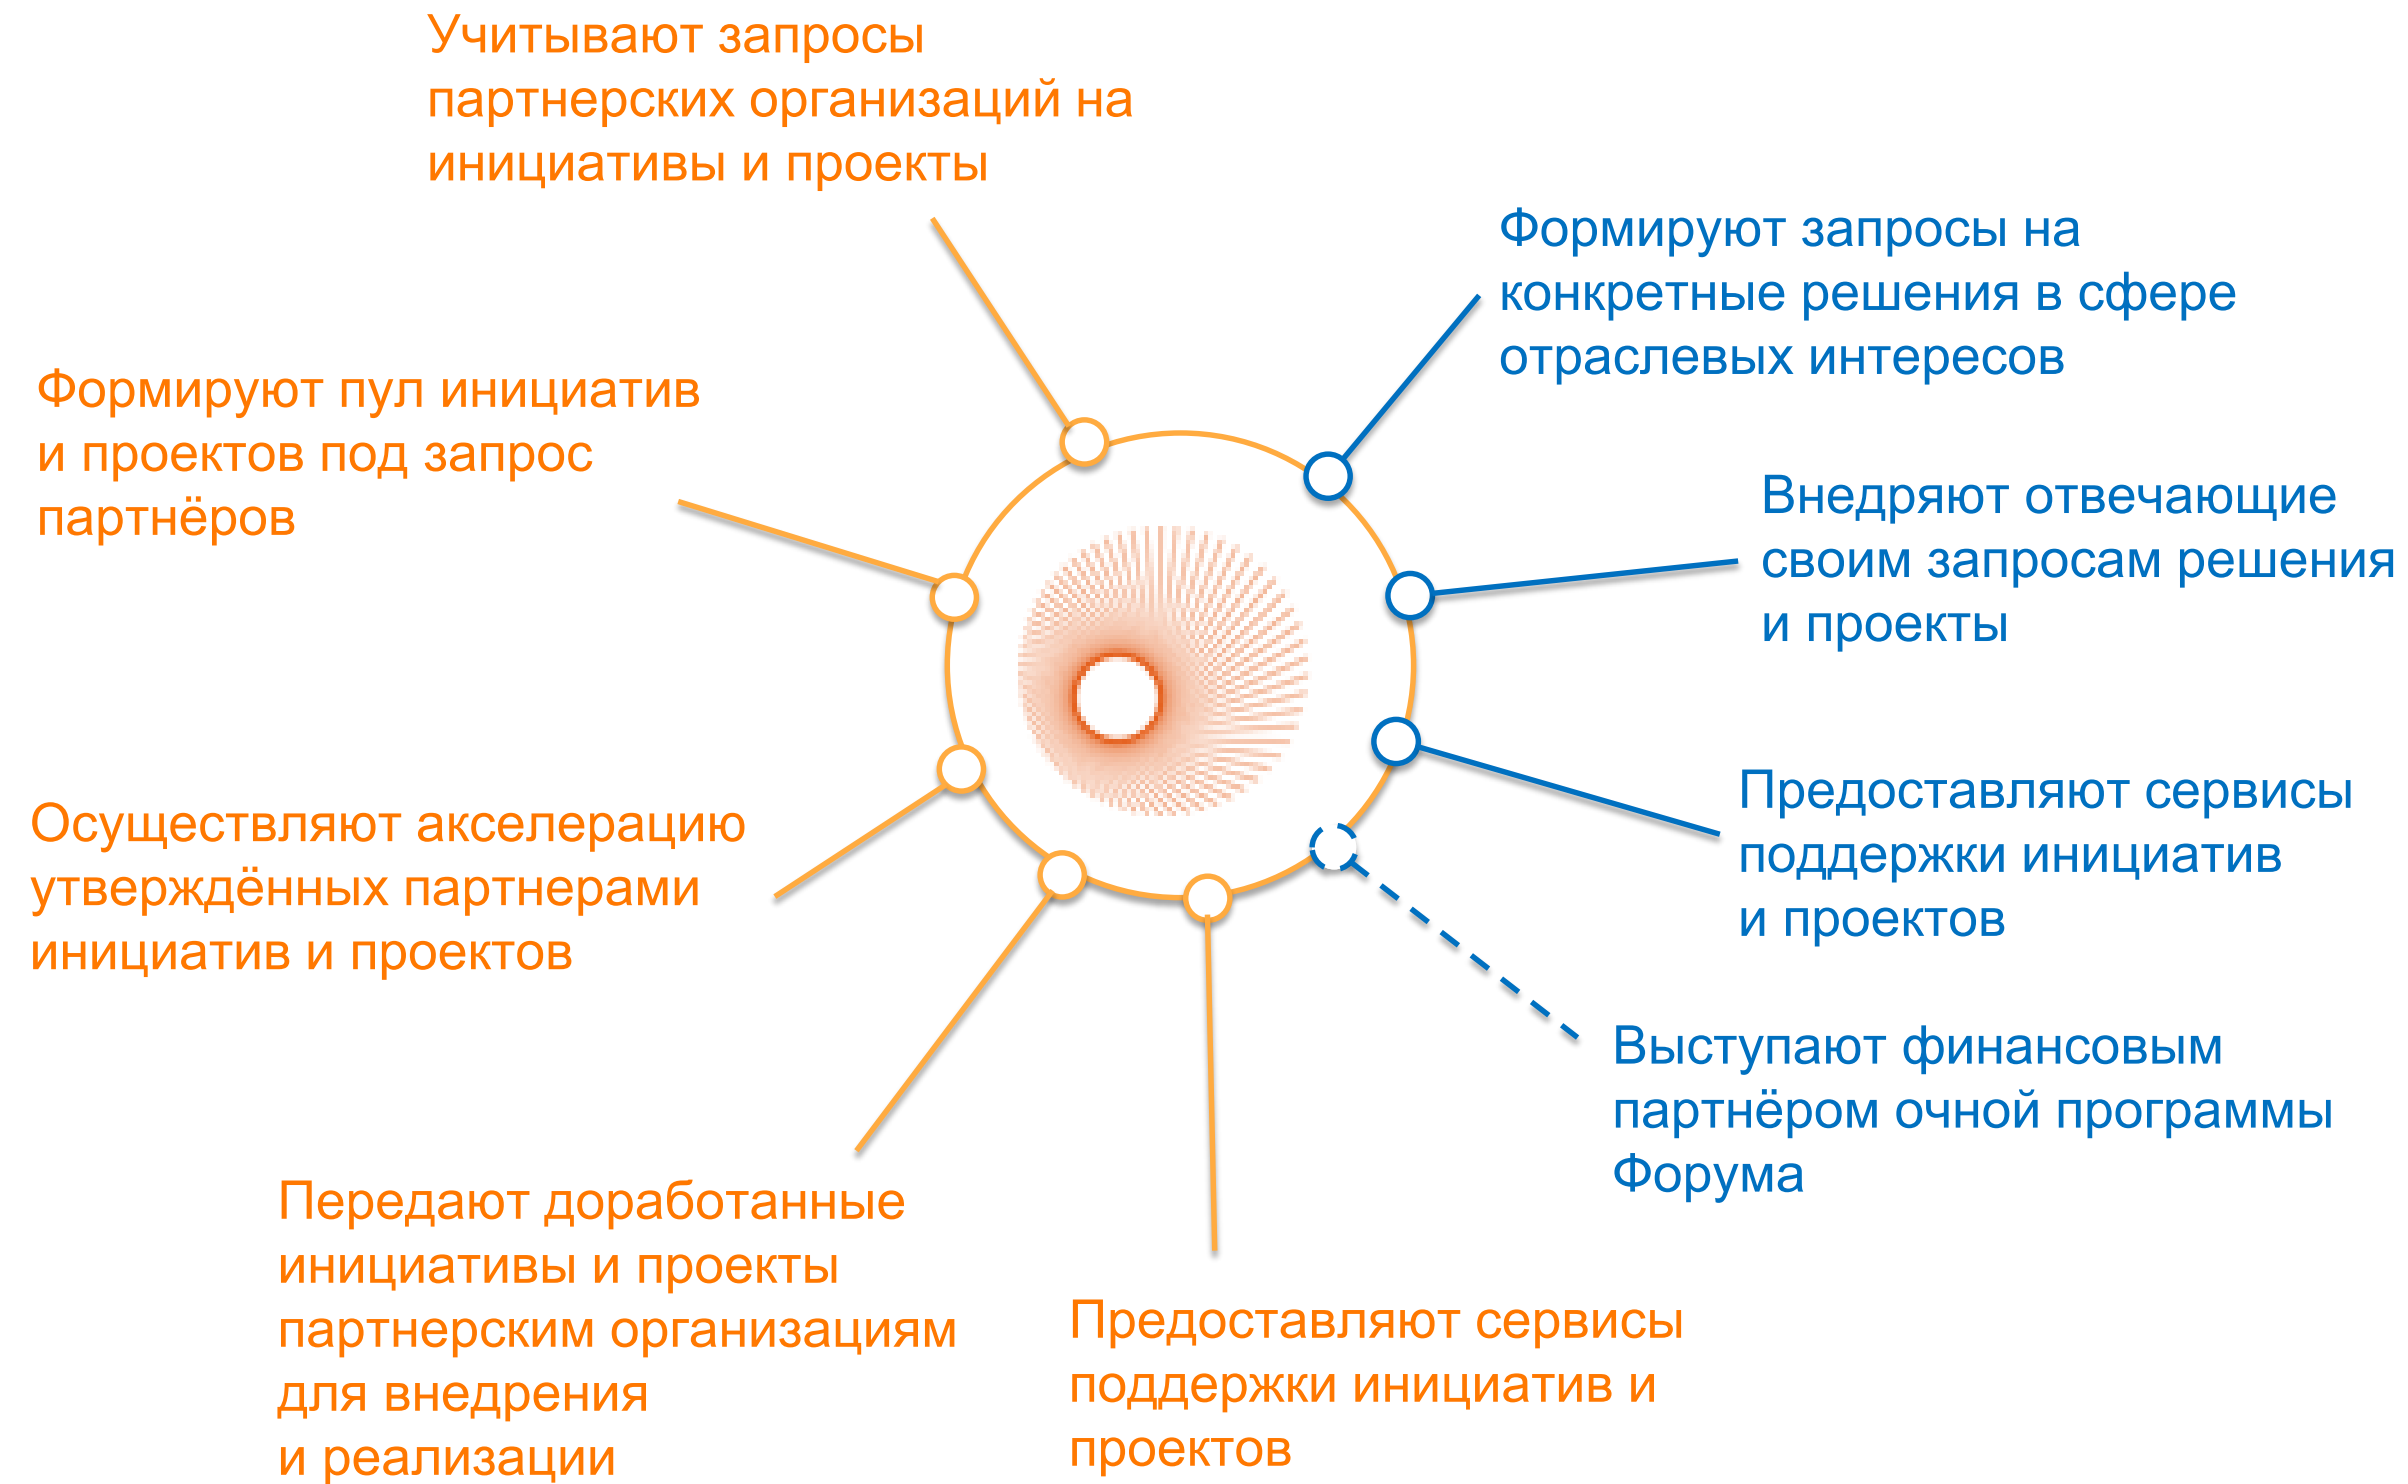 Учитывают запросы
партнерских организаций на
инициативы и проекты
Формируют запросы на
конкретные решения в сфере
отраслевых интересов
Формируют пул инициатив
и проектов под запрос
партнёров
Внедряют отвечающие
своим запросам решения
и проекты
Осуществляют акселерацию
утверждённых партнерами
инициатив и проектов
Предоставляют сервисы
поддержки инициатив
и проектов
Выступают финансовым
партнёром очной программы
Форума
Передают доработанные
инициативы и проекты
партнерским организациям
для внедрения
и реализации
Предоставляют сервисы
поддержки инициатив и
проектов